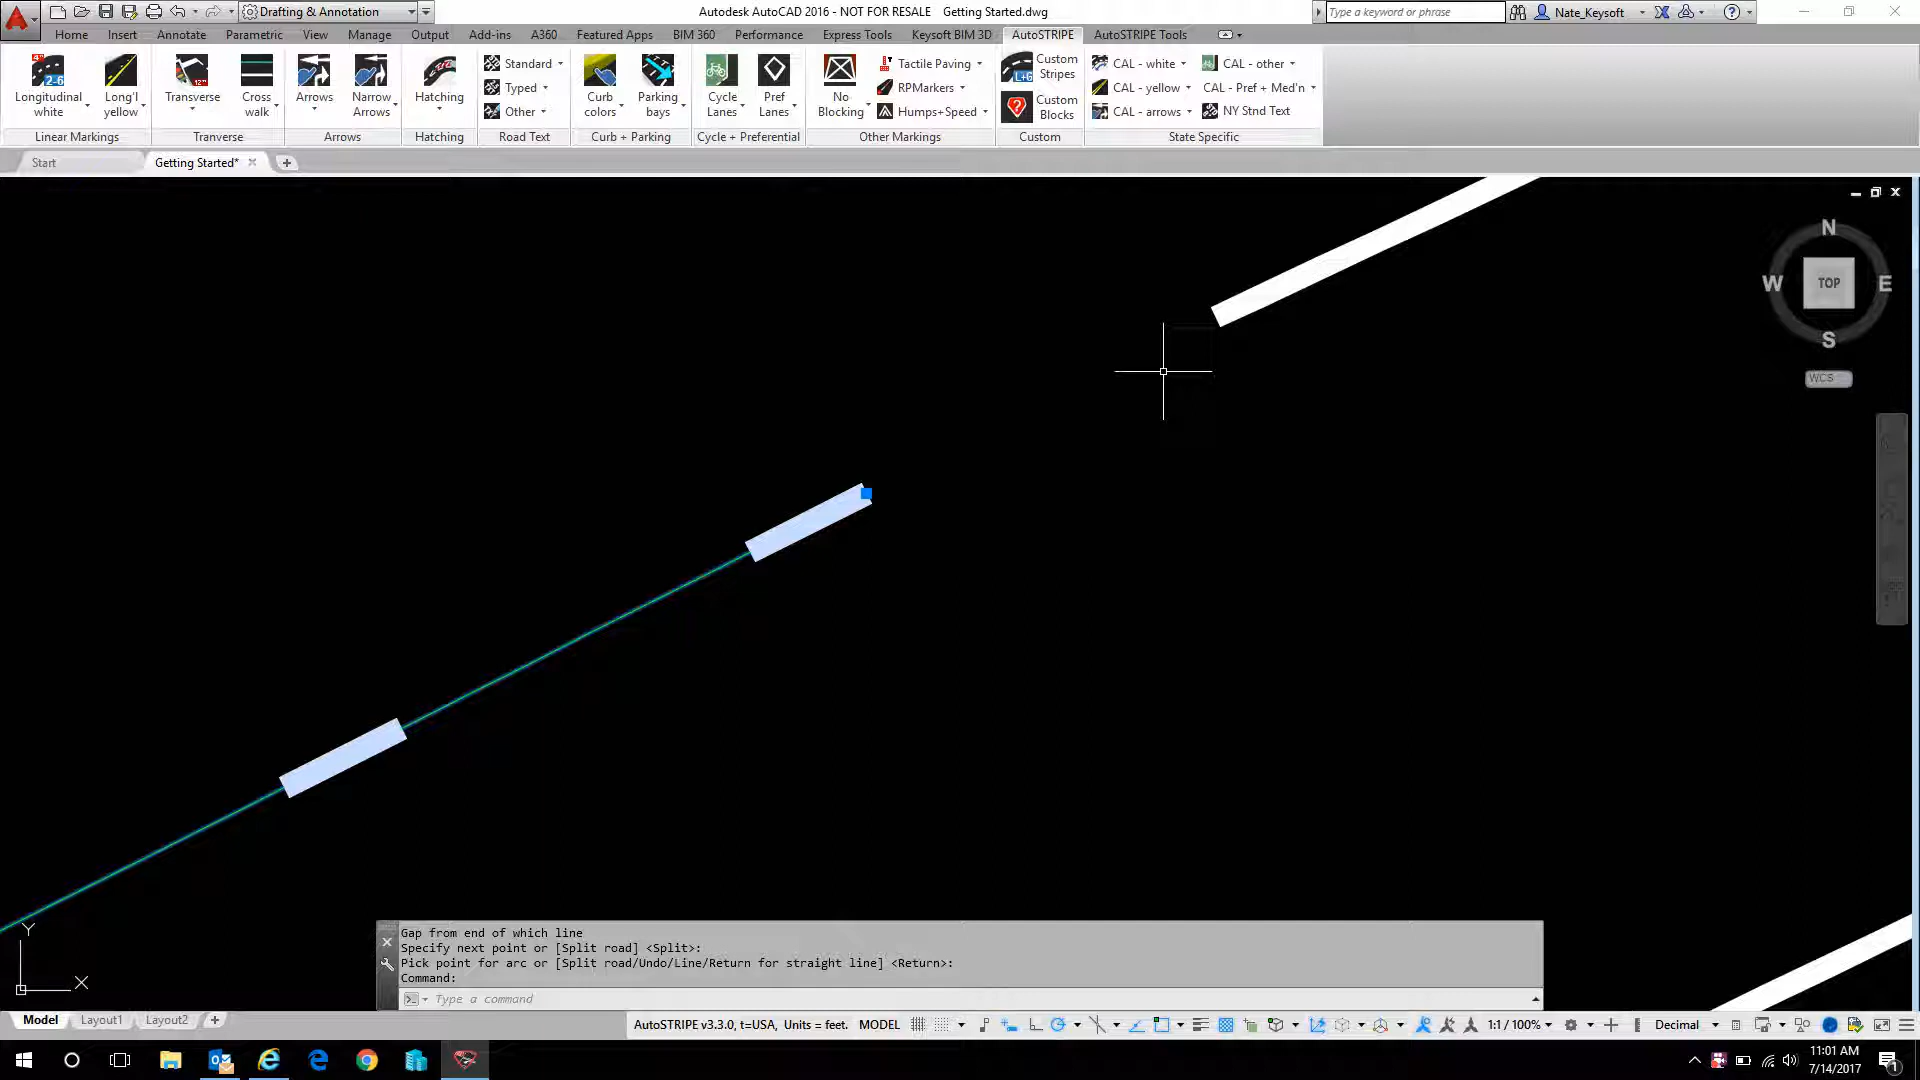 Drafting & Annotation
Autodesk AutoCAD 2016 - NOT FOR RESALE Getting Started.dwg
Type a keyword or phrase
Nate_Keysoft
Home Insert Annotate Parametric View Manage Output Add-ins A360 Featured Apps BIM 360 Performance Express Tools Keysoft BIM 3D AutoSTRIPE AutoSTRIPE Tools
Longitudinal white
Long'l yellow
Transverse
Cross walk
Arrows
Narrow Arrows
Hatching
Standard
Typed
Other
Curb colors
Parking bays
Cycle Lanes
Pref Lanes
No Blocking
Tactile Paving
RPMarkers
Humps+Speed
L+G
Custom Stripes
Custom Blocks
CAL - white
CAL - yellow
CAL - arrows
CAL - other
CAL - Pref + Med'n
NY Stnd Text
Linear Markings Tranverse Arrows Hatching Road Text Curb + Parking Cycle + Preferential Other Markings Custom State Specific
Start Getting Started*
N
W TOP E
S
WCS
Y
X
Gap from end of which line
Specify next point or [Split road] <Split>:
Pick point for arc or [Split road/Undo/Line/Return for straight line] <Return>:
Command:
Type a command
Model Layout1 Layout2
AutoSTRIPE v3.3.0, t=USA, Units = feet. MODEL 1:1 / 100% Decimal
11:01 AM
7/14/2017
1